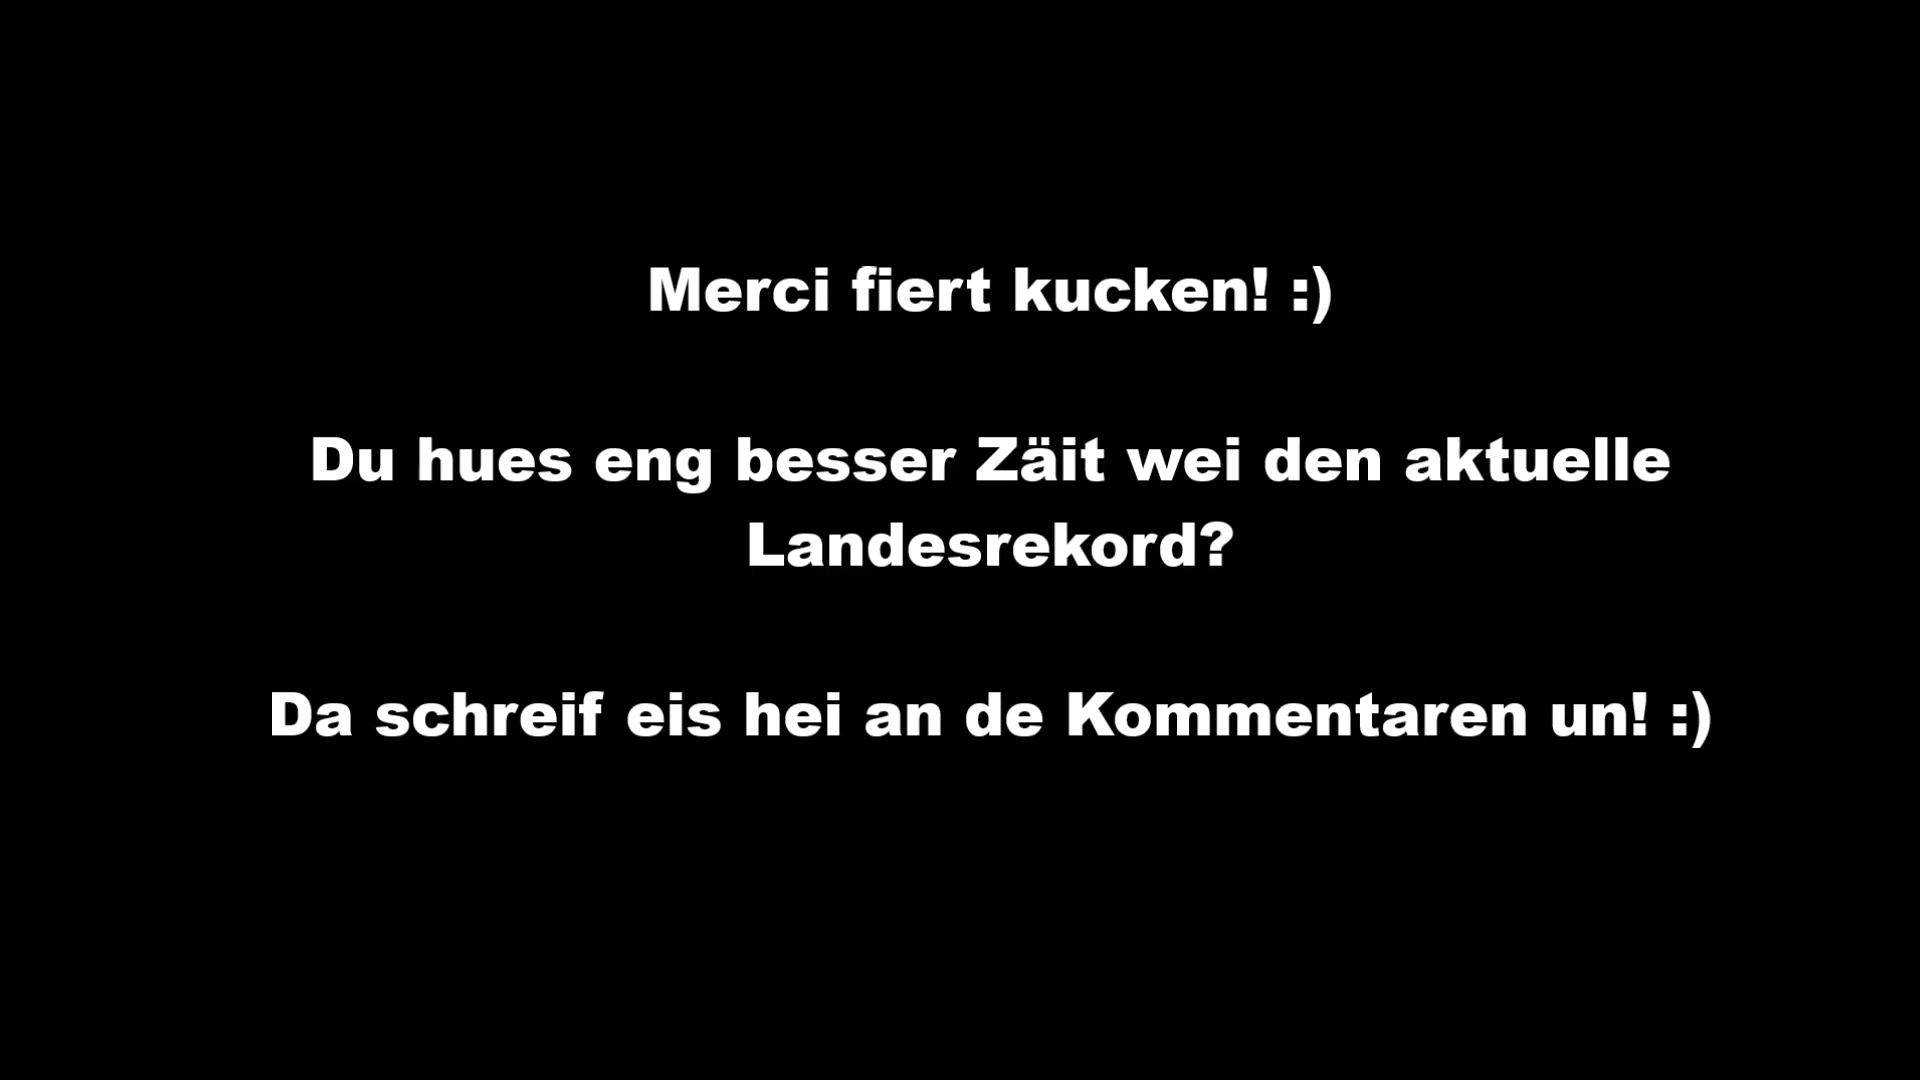 Merci fiert kucken! :)
Du hues eng besser Zäit wei den aktuelle
Landesrekord?
Da schreif eis hei an de Kommentaren un! :)